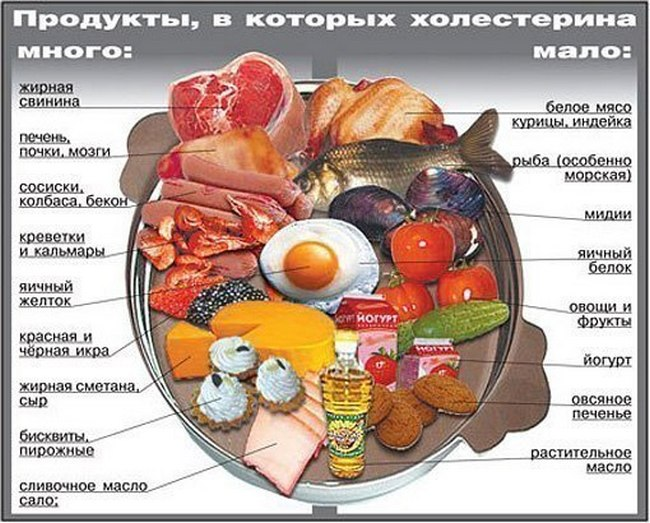 Продукты, в которых холестерина
много:
мало:
жирная
свинина
печень,
почки, мозги
сосиски,
колбаса, бекон
креветки
и кальмары
яичный
желток
красная и
чёрная икра
жирная сметана,
сыр
бисквиты,
пирожные
сливочное масло
сало;
белое мясо
курицы, индейка
рыба (особенно
морская)
мидии
яичный
белок
овощи и
фрукты
йогурт
овсяное
печенье
растительное
масло
ЙОГУРТ
ЙОГУРТ